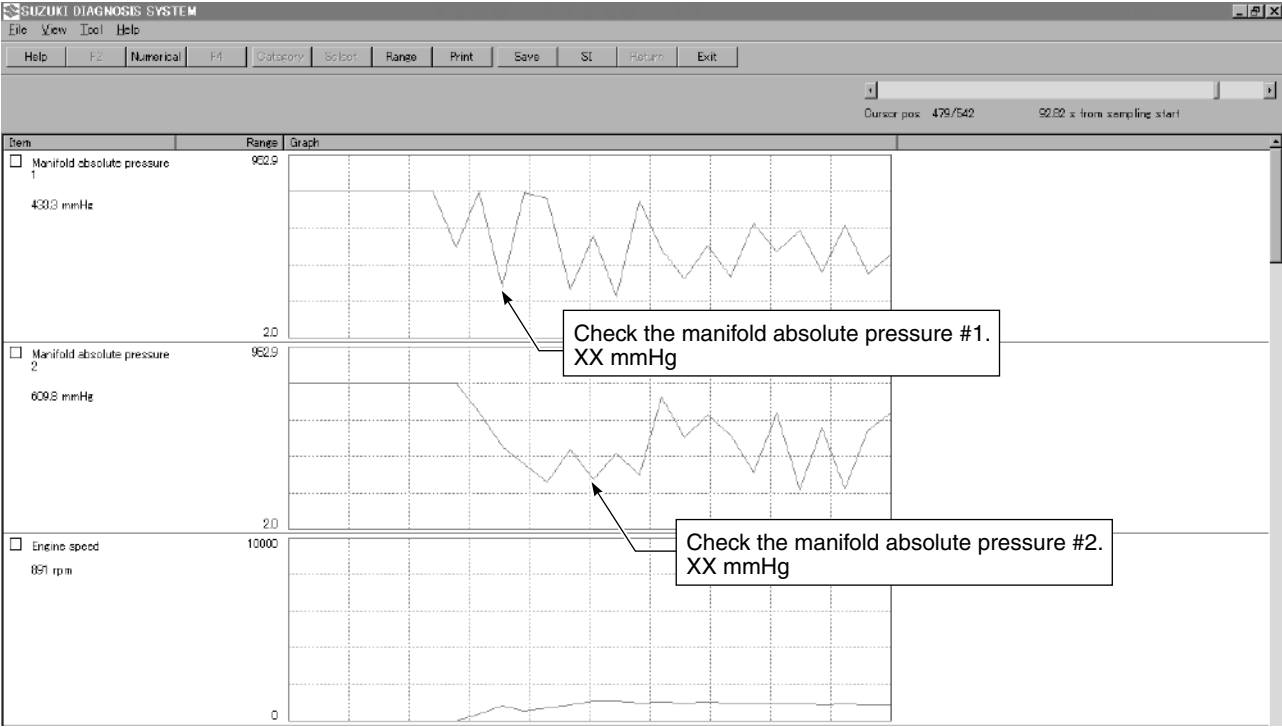 SUZUKI DIAGNOSIS SYSTEM
File View Tool Help
Help F2 Numerical F4 Category Select Range Print Save SI Return Exit
Cursor pos 479/542 92.82 s from sampling start
Item Range Graph
Manifold absolute pressure 952.9
1
433.3 mmHg
2.0
Check the manifold absolute pressure #1.
XX mmHg
Manifold absolute pressure 952.9
2
609.8 mmHg
2.0
Check the manifold absolute pressure #2.
XX mmHg
Engine speed 10000
891 rpm
0